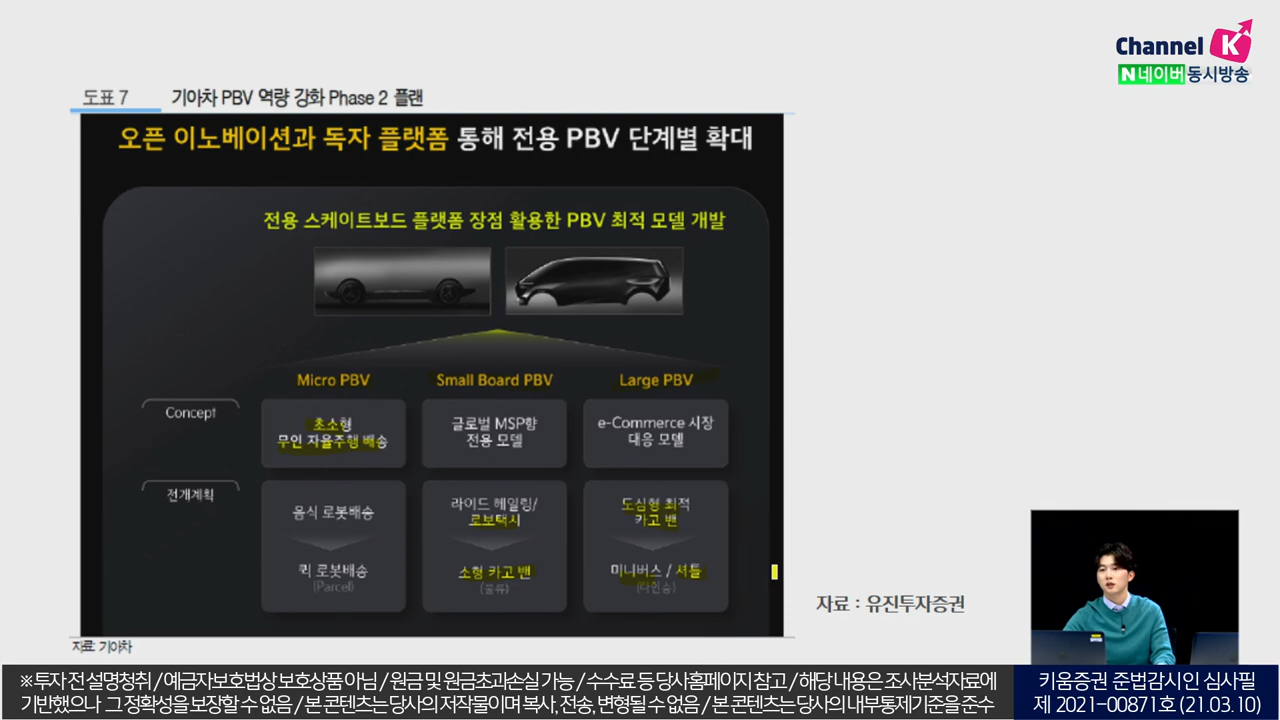 Channel K
N 네이버 동시방송
도표 7 기아차 PBV 역량 강화 Phase 2 플랜
오픈 이노베이션과 독자 플랫폼 통해 전용 PBV 단계별 확대
전용 스케이트보드 플랫폼 장점 활용한 PBV 최적 모델 개발
Micro PBV Small Board PBV Large PBV
Concept
초소형
무인 자율주행 배송
글로벌 MSP향
전용 모델
e-Commerce 시장
대응 모델
전개계획
음식 로봇배송
퀵 로봇배송
(Parcel)
라이드 헤일링/
로보택시
소형 카고 밴
(물류)
도심형 최적
카고 밴
미니버스 / 셔틀
(다인승)
자료: 기아차
자료 : 유진투자증권
※ 투자 전 설명청취 / 예금자보호법상 보호상품 아님 / 원금 및 원금초과손실 가능 / 수수료 등 당사홈페이지 참고 / 해당 내용은 조사분석자료에
기반했으나 그 정확성을 보장할 수 없음 / 본 콘텐츠는 당사의 저작물이며 복사, 전송, 변형될 수 없음 / 본 콘텐츠는 당사의 내부통제기준을 준수
키움증권 준법감시인 심사필
제 2021-00871호 (21.03.10)